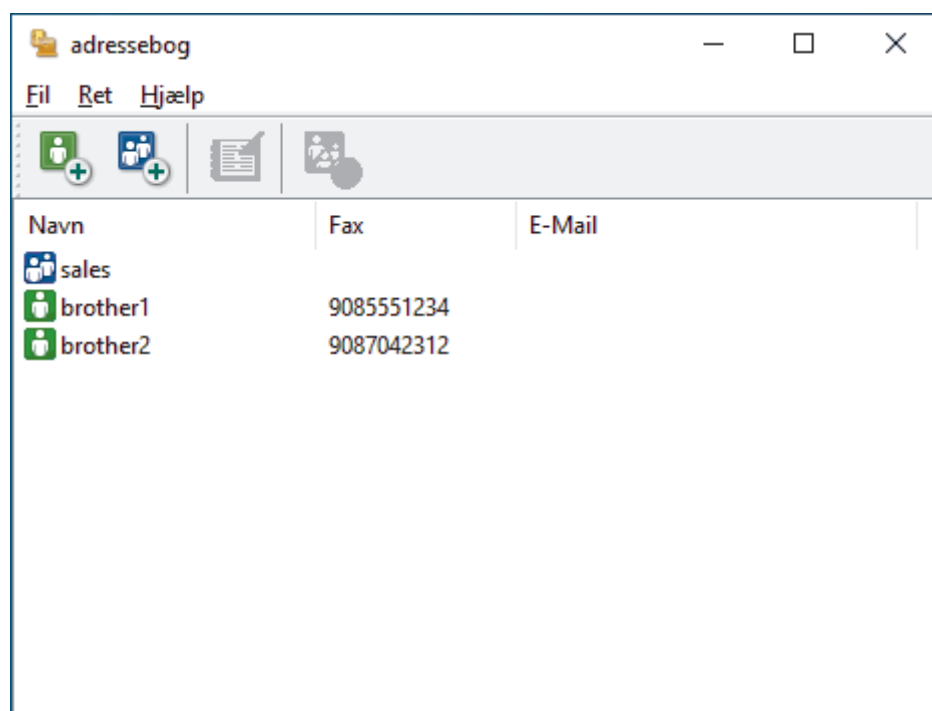 adressebog
Fil Ret Hjælp
Navn Fax E-Mail
sales
brother1 9085551234
brother2 9087042312